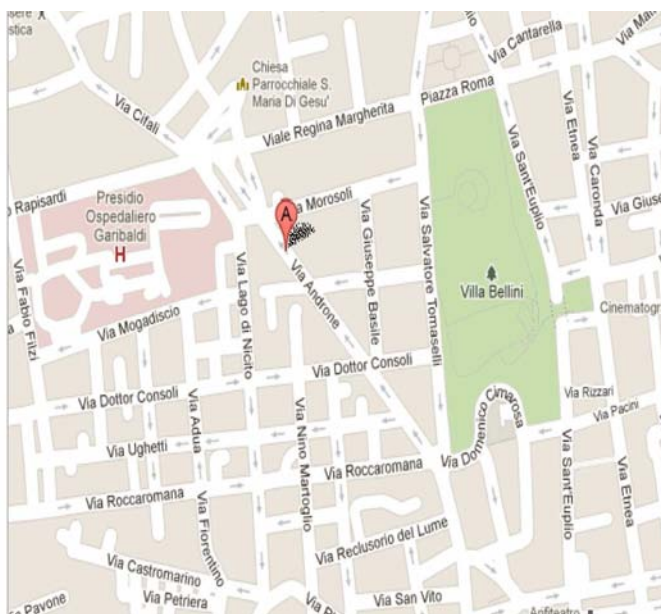 stica
Via Cifali
Chiesa
Parrocchiale S.
Maria Di Gesu'
Viale Regina Margherita
Piazza Roma
Via Cantarella
Via Etnea
Via Caronda
Via Sant'Euplio
Rapisardi
Presidio
Ospedaliero
Garibaldi
H
A
Morosoli
Via Giuseppe Basile
Via Salvatore Tomaselli
Villa Bellini
Cinematogr
Via Fabio Filzi
Via Mogadiscio
Via Lago di Nicito
Via Androne
Via Dottor Consoli
Via Dottor Consoli
Via Adua
Via Ughetti
Via Nino Martoglio
Via Roccaromana
Via Roccaromana
Via Domenico Cimarosa
Via Rizzari
Via Pacini
Via Sant'Euplio
Via Etnea
Via Fiorentino
Via Castromarino
Via Reclusorio del Lume
Via Petriera
Via San Vito
Pavone
Anfiteatro